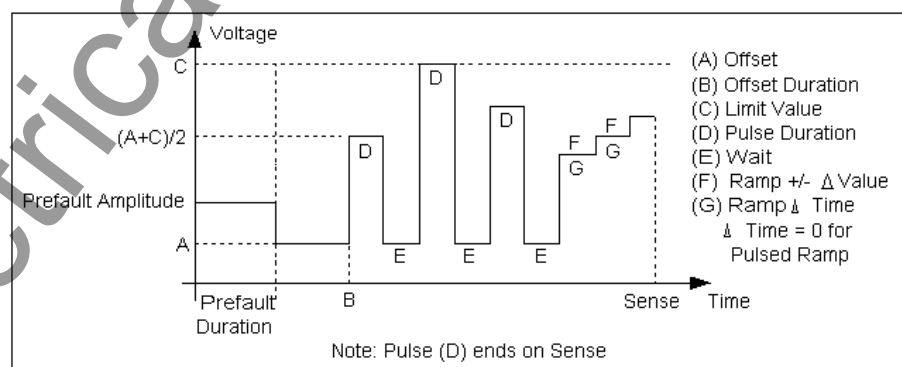 Voltage
C
(A+C)/2
Prefault Amplitude
A
D
D
D
E
E
E
F
G
F
G
Prefault
Duration
B
Sense
Time
(A) Offset
(B) Offset Duration
(C) Limit Value
(D) Pulse Duration
(E) Wait
(F) Ramp +/- Δ Value
(G) Ramp Δ Time
Δ Time = 0 for
Pulsed Ramp
Note: Pulse (D) ends on Sense